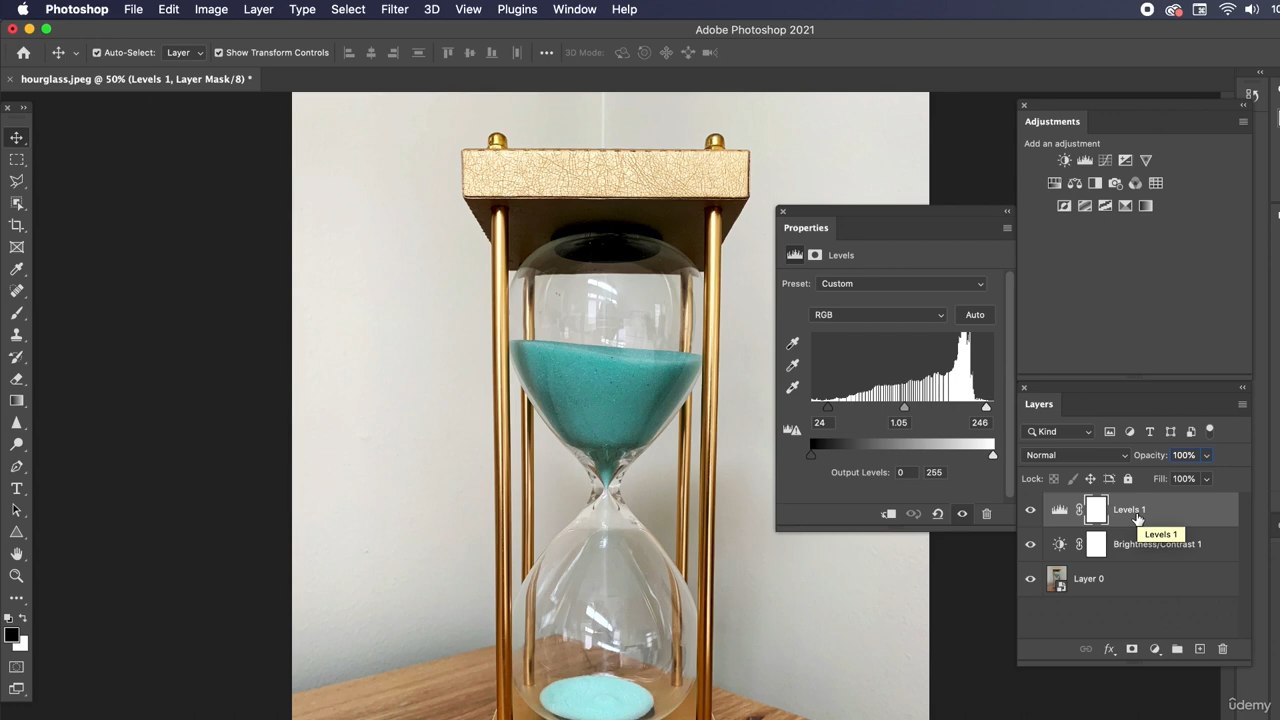 Photoshop File Edit Image Layer Type Select Filter 3D View Plugins Window Help 10
Adobe Photoshop 2021
Auto-Select: Layer Show Transform Controls 3D Mode:
hourglass.jpeg @ 50% (Levels 1, Layer Mask/8) *
Adjustments
Add an adjustment
Properties
Levels
Preset: Custom
RGB Auto
24 1.05 246
Output Levels: 0 255
Layers
Kind
Normal Opacity: 100%
Lock: Fill: 100%
Levels 1
Levels 1
Brightness/Contrast 1
Layer 0
fx
udemy